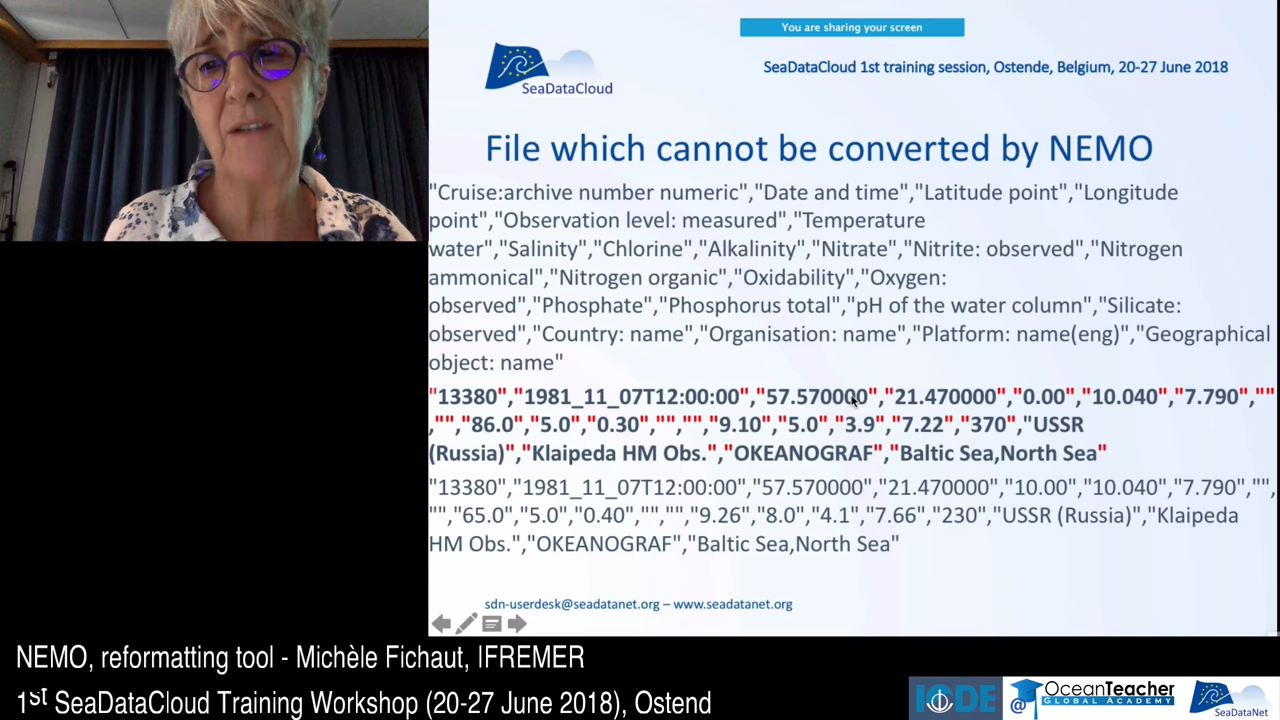 You are sharing your screen
SeaDataCloud
SeaDataCloud 1st training session, Ostende, Belgium, 20-27 June 2018
File which cannot be converted by NEMO
"Cruise:archive number numeric","Date and time","Latitude point","Longitude
point","Observation level: measured","Temperature
water","Salinity","Chlorine","Alkalinity","Nitrate","Nitrite: observed","Nitrogen
ammonical","Nitrogen organic","Oxidability","Oxygen:
observed","Phosphate","Phosphorus total","pH of the water column","Silicate:
observed","Country: name","Organisation: name","Platform: name(eng)","Geographical
object: name"
"13380","1981_11_07T12:00:00","57.570000","21.470000","0.00","10.040","7.790",""
,"","86.0","5.0","0.30","","","9.10","5.0","3.9","7.22","370","USSR
(Russia)","Klaipeda HM Obs.","OKEANOGRAF","Baltic Sea,North Sea"
"13380","1981_11_07T12:00:00","57.570000","21.470000","10.00","10.040","7.790","",
"","65.0","5.0","0.40","","","9.26","8.0","4.1","7.66","230","USSR (Russia)","Klaipeda
HM Obs.","OKEANOGRAF","Baltic Sea,North Sea"
sdn-userdesk@seadatanet.org – www.seadatanet.org
NEMO, reformatting tool - Michèle Fichaut, IFREMER
1st SeaDataCloud Training Workshop (20-27 June 2018), Ostend
IODE
@
OceanTeacher
GLOBAL ACADEMY
SeaDataNet